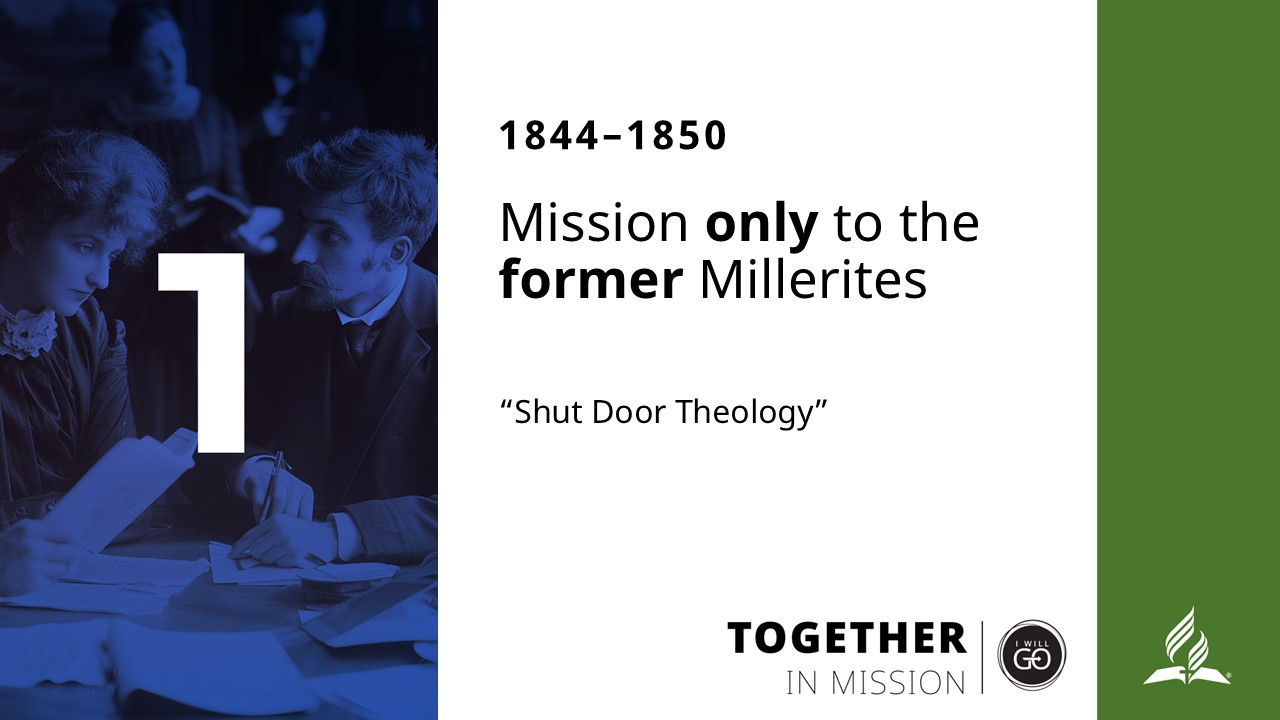 1
1844–1850
Mission only to the
former Millerites
“Shut Door Theology”
TOGETHER
IN MISSION
I WILL
GO
®